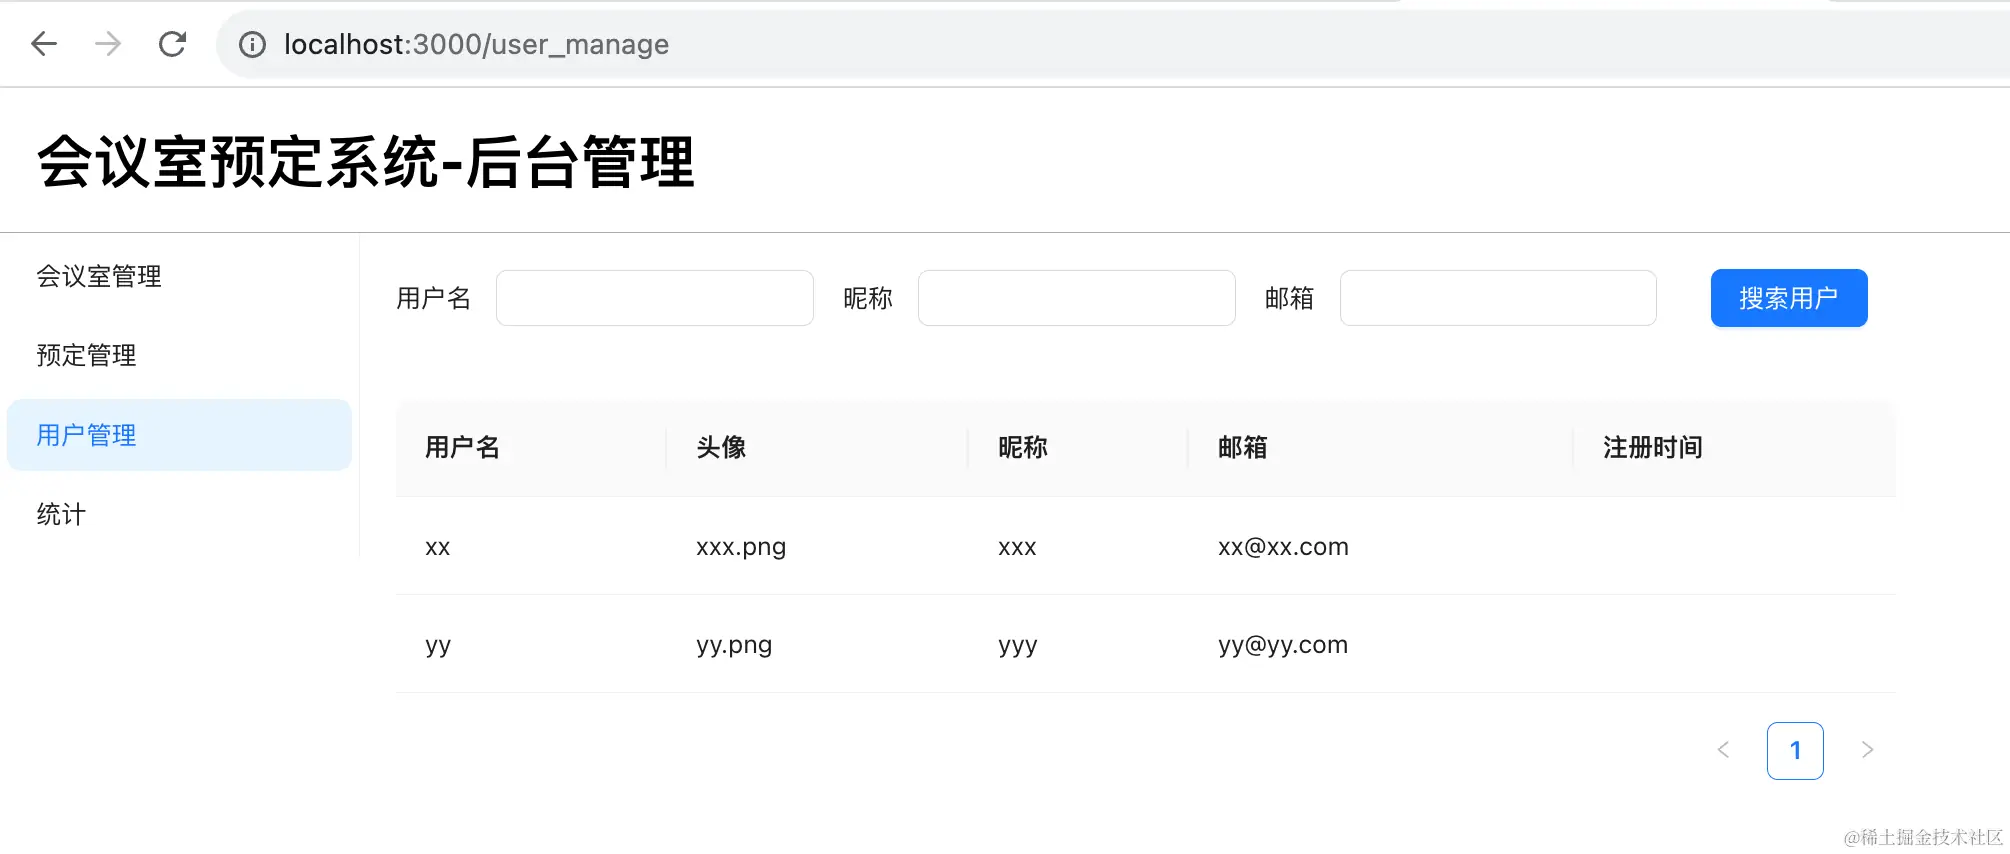 localhost:3000/user_manage
会议室预定系统-后台管理
会议室管理
预定管理
用户管理
统计
用户名 昵称 邮箱 搜索用户
用户名 头像 昵称 邮箱 注册时间
xx xxx.png xxx xx@xx.com
yy yy.png yyy yy@yy.com
1
@稀土掘金技术社区